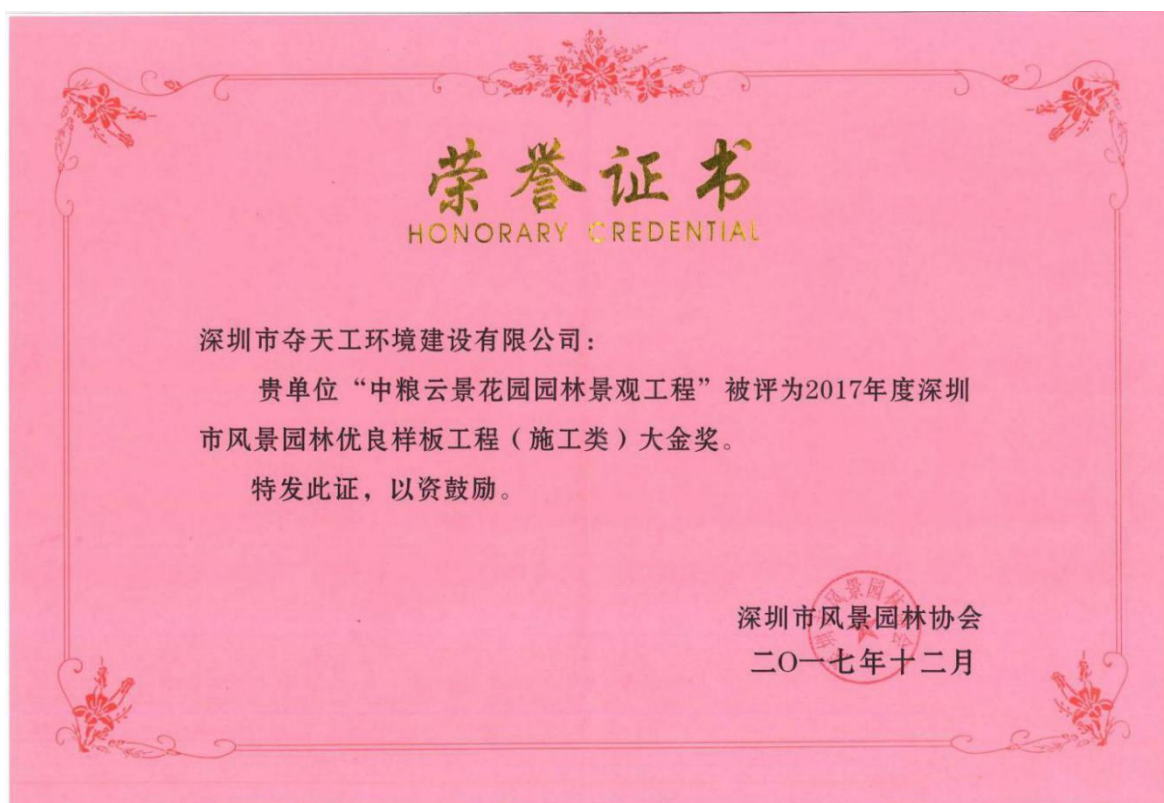 荣誉证书
HONORARY CREDENTIAL
深圳市夺天工环境建设有限公司：
贵单位“中粮云景花园园林景观工程”被评为2017年度深圳
市风景园林优良样板工程（施工类）大金奖。
特发此证，以资鼓励。
深圳市风景园林协会
二〇一七年十二月